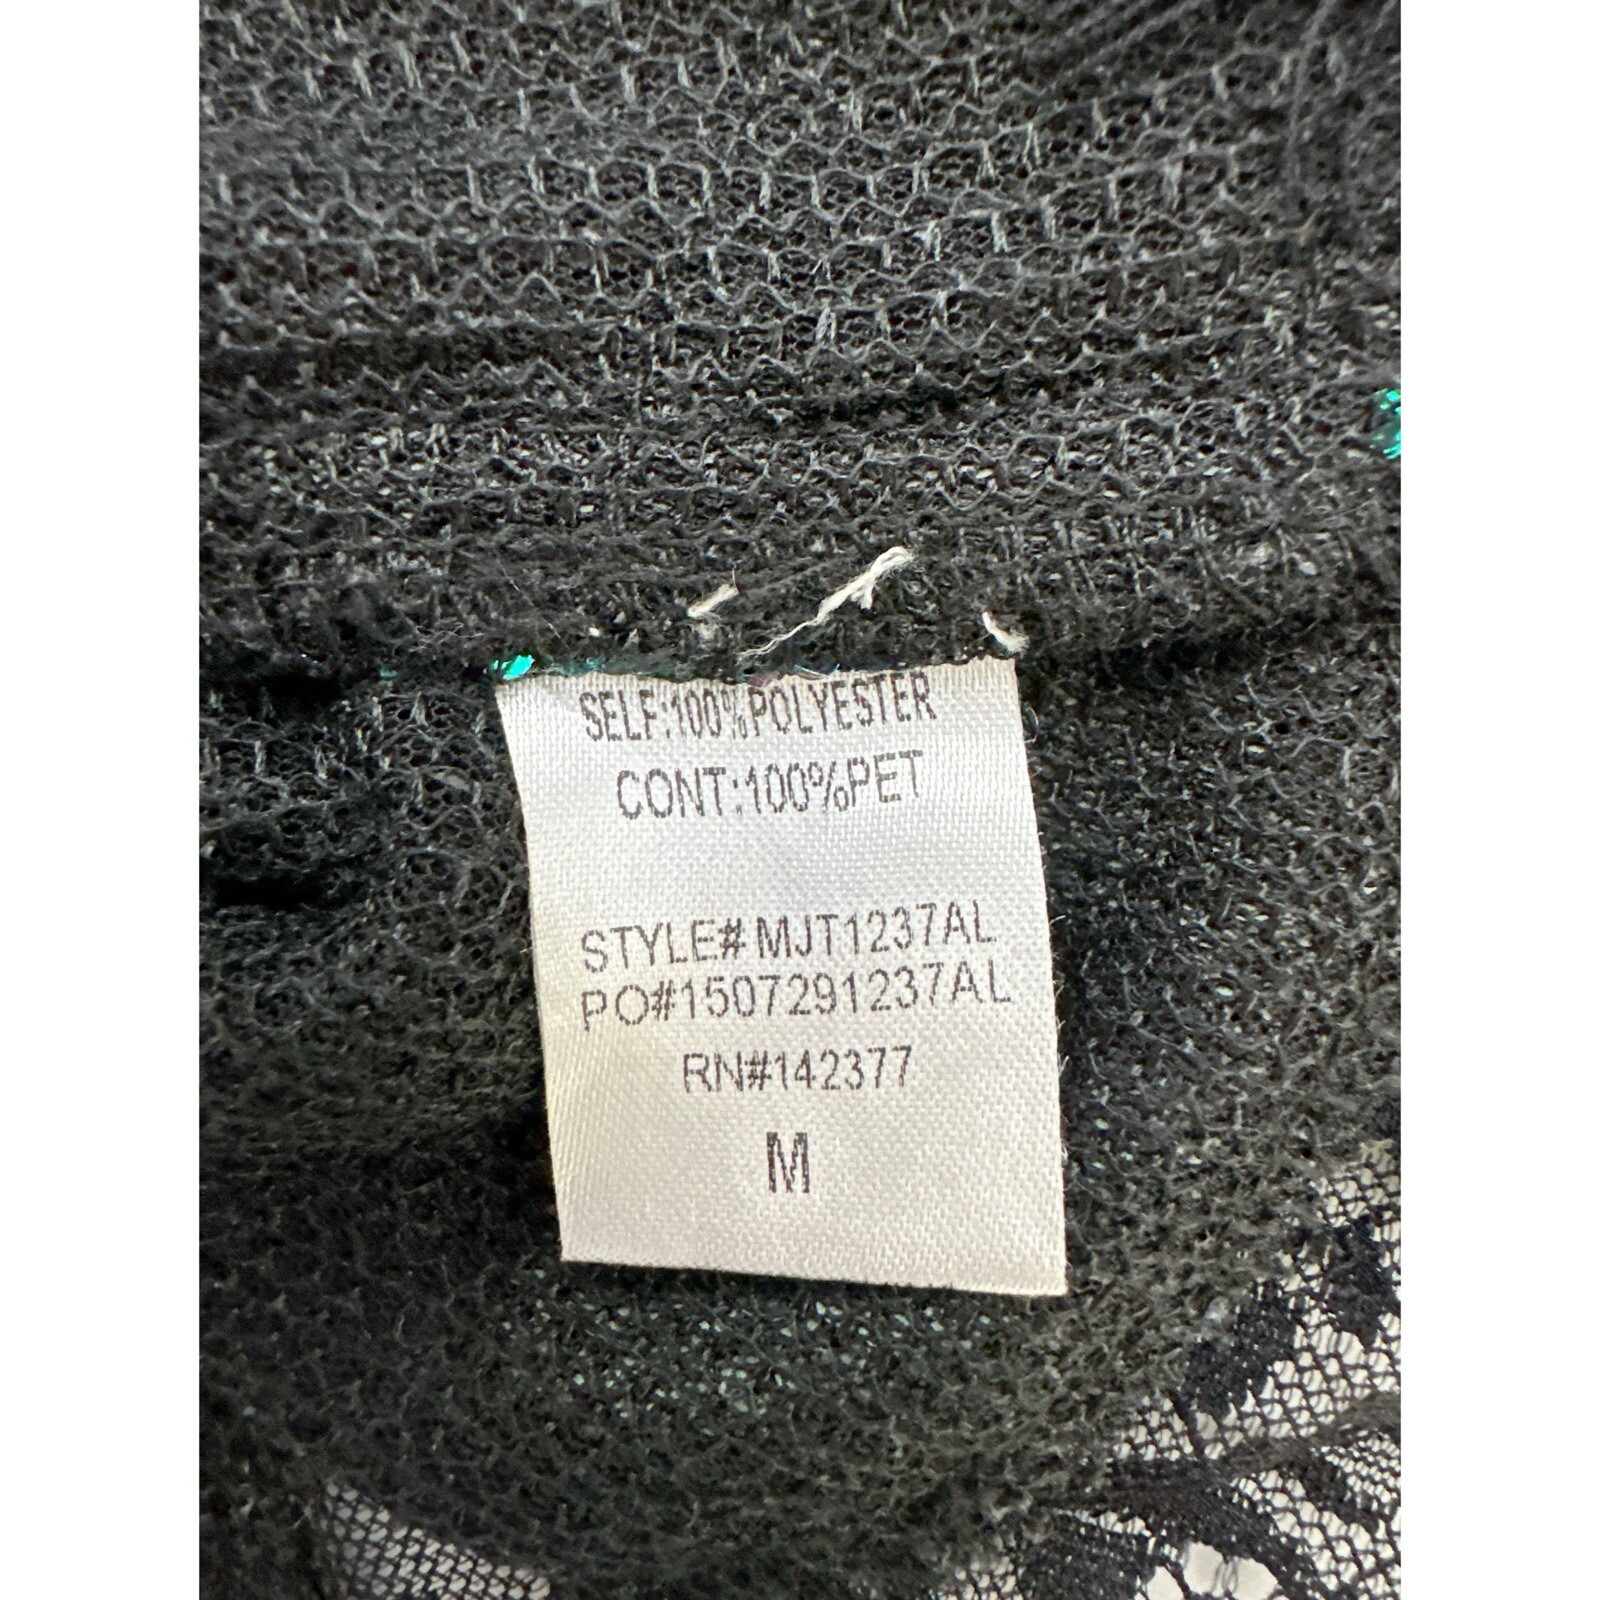 SELF:100%POLYESTER
CONT:100%PET
STYLE# MJT1237AL
PO#1507291237AL
RN#142377
M